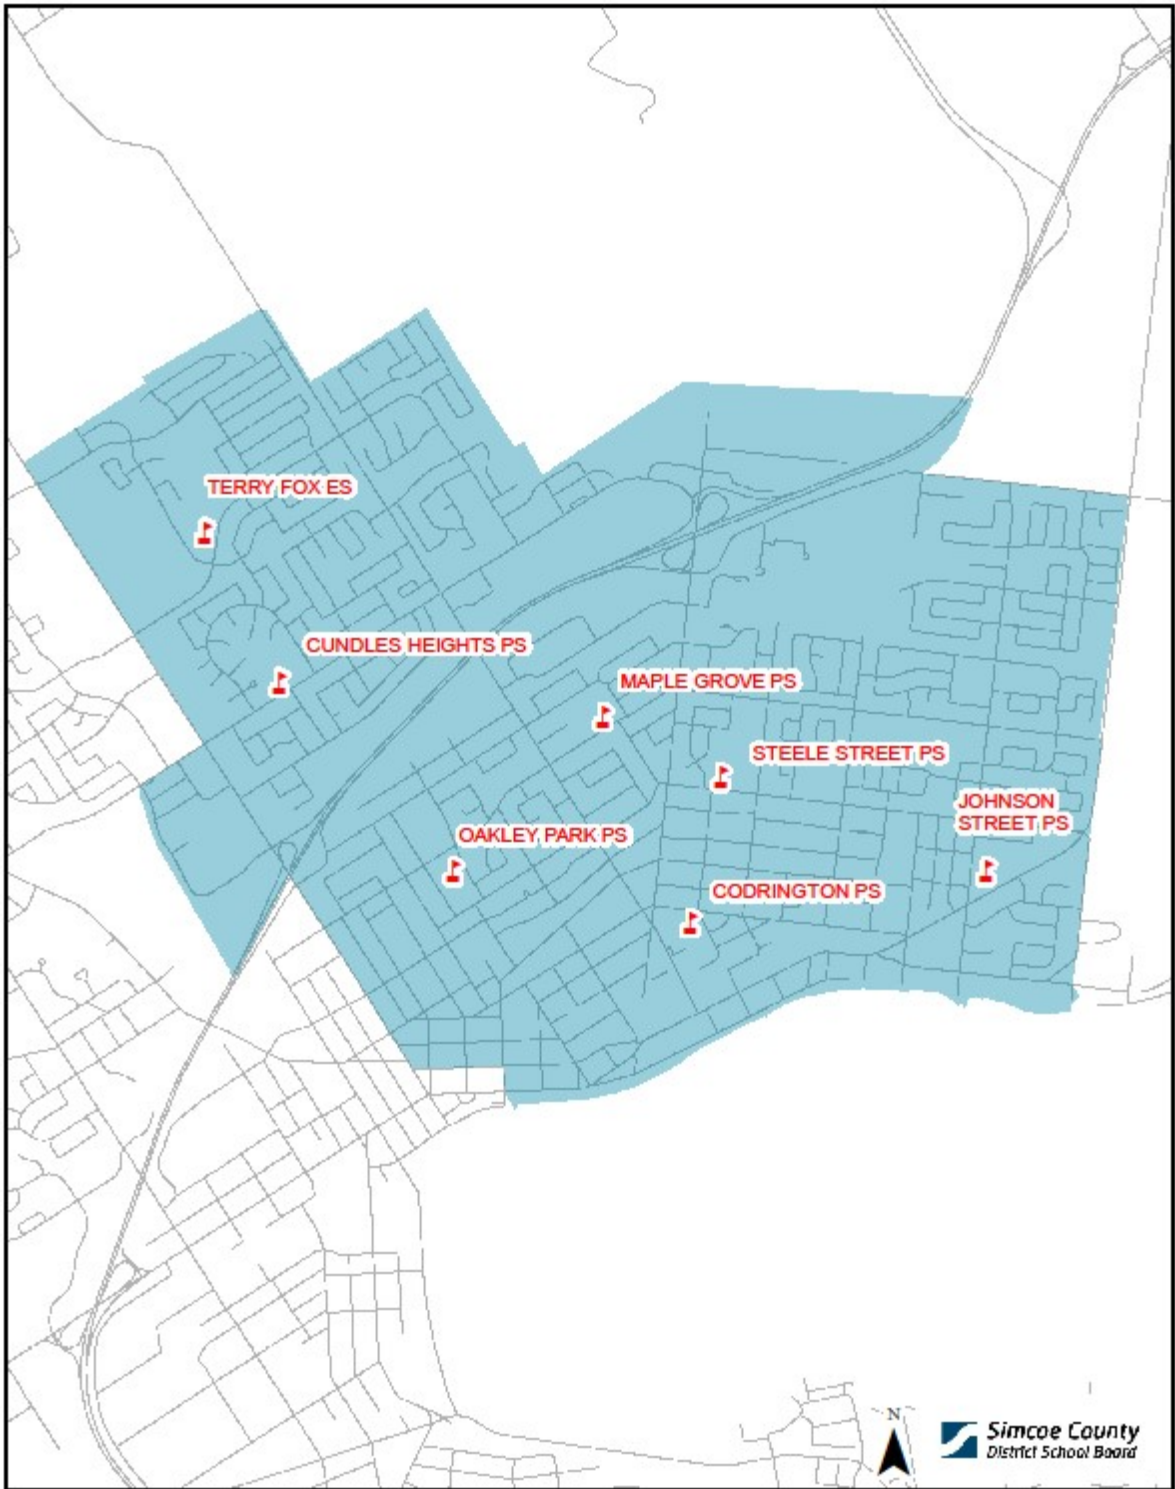 TERRY FOX ES
CUNDLES HEIGHTS PS
MAPLE GROVE PS
STEELE STREET PS
JOHNSON
STREET PS
OAKLEY PARK PS
CODRINGTON PS
N
Simcoe County
District School Board